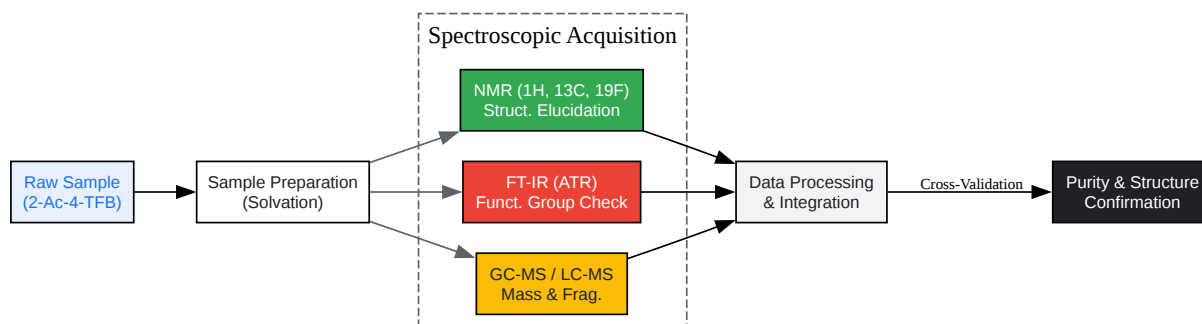 Spectroscopic Acquisition
Raw Sample
(2-Ac-4-TFB)
Sample Preparation
(Solvation)
NMR (1H, 13C, 19F)
Struct. Elucidation
FT-IR (ATR)
Funct. Group Check
GC-MS / LC-MS
Mass & Frag.
Data Processing
& Integration
Cross-Validation
Purity & Structure
Confirmation